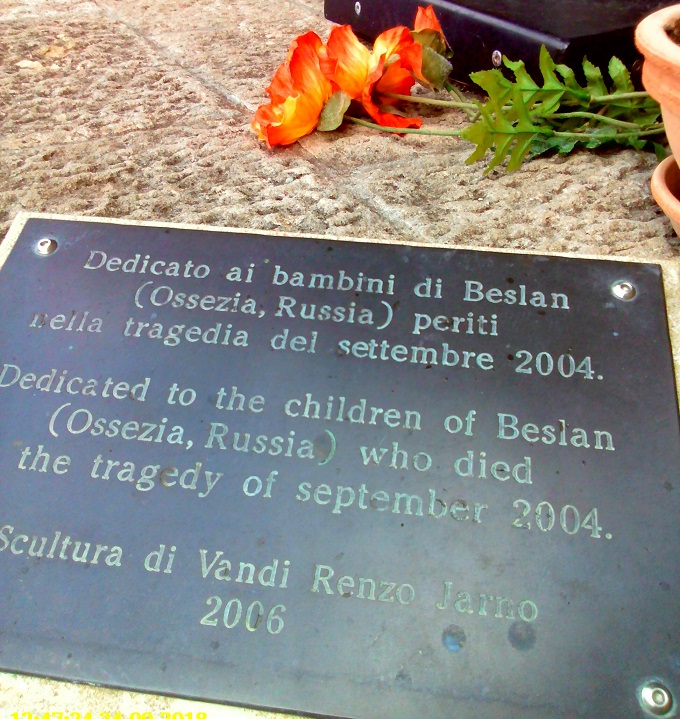 Dedicato ai bambini di Beslan
(Ossezia, Russia) periti
nella tragedia del settembre 2004.
Dedicated to the children of Beslan
(Ossezia, Russia) who died
the tragedy of september 2004.
Scultura di Vandi Renzo Jarno
2006